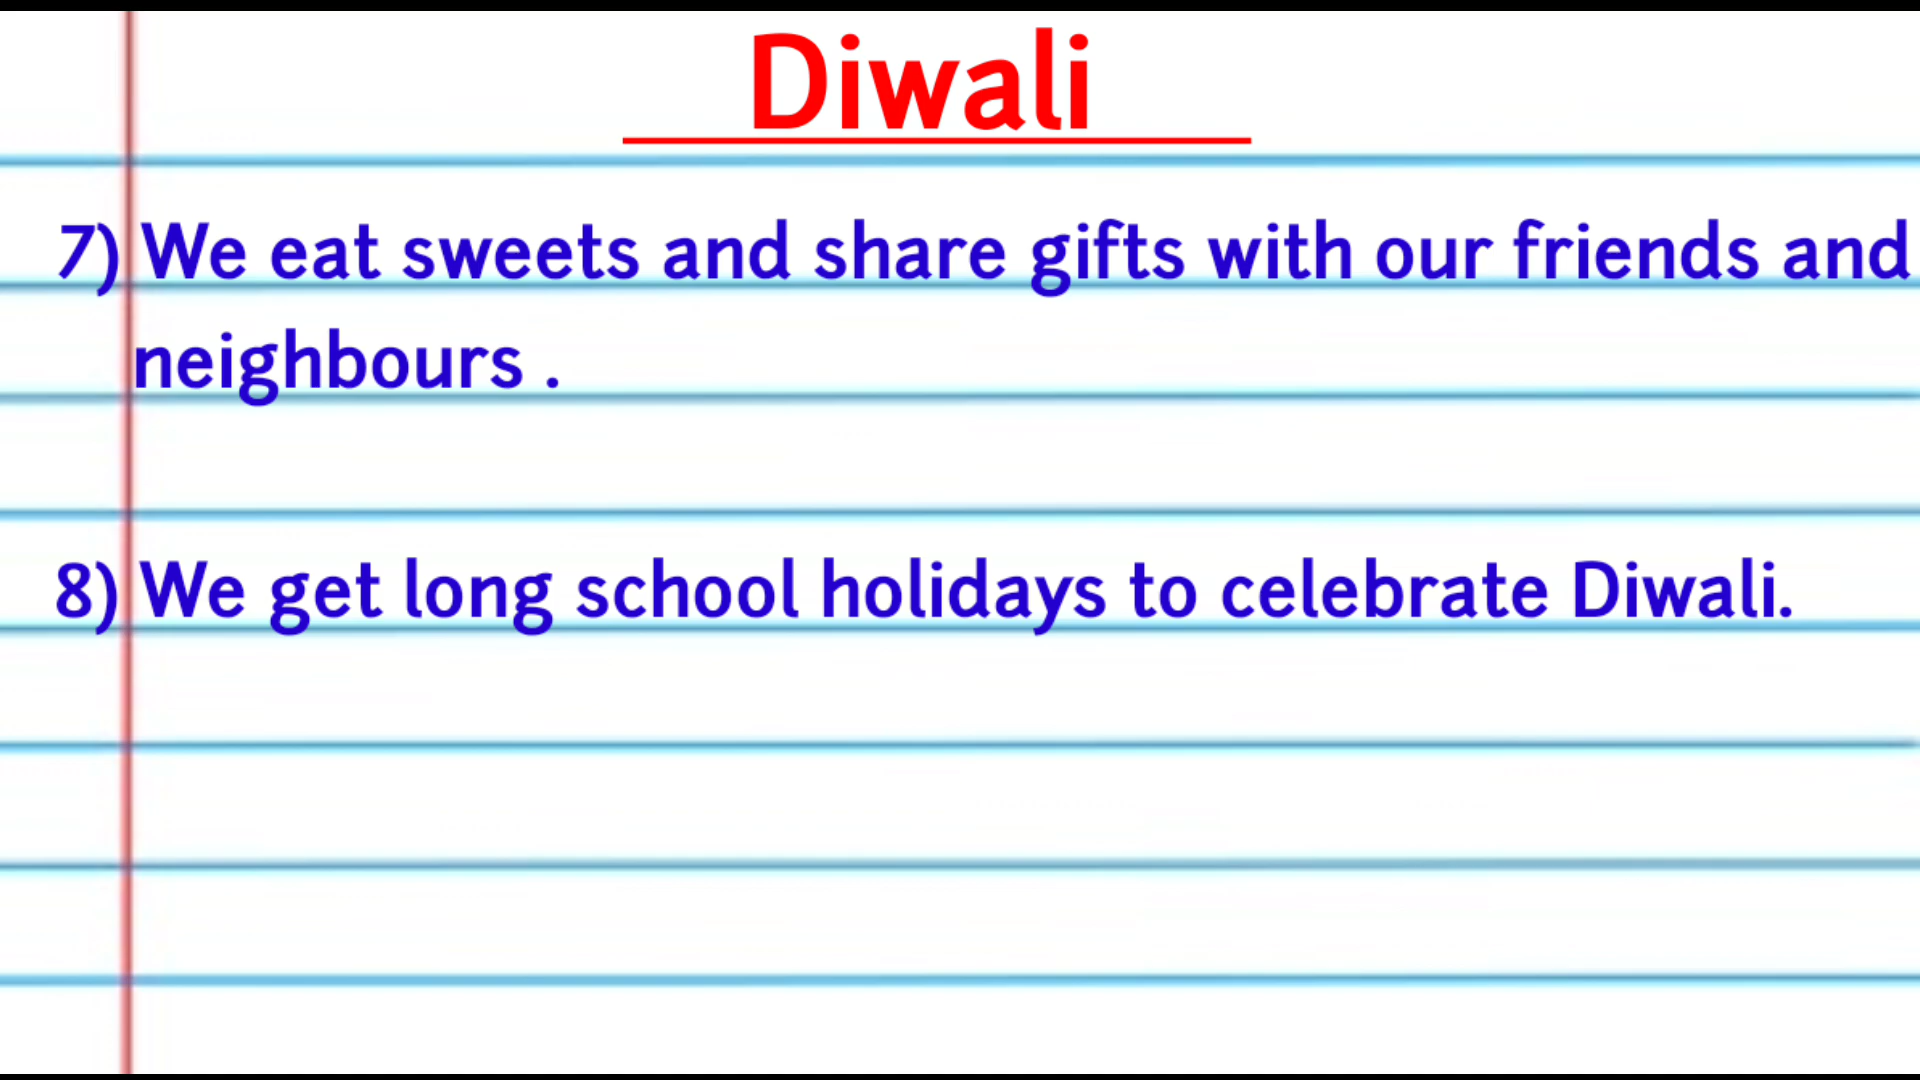 Diwali
7) We eat sweets and share gifts with our friends and
neighbours .
8) We get long school holidays to celebrate Diwali.